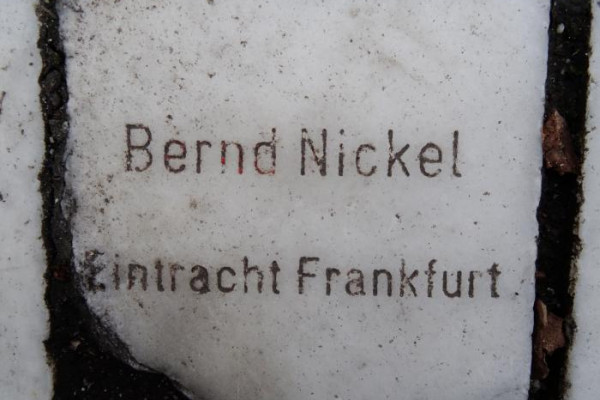 Bernd Nickel
Eintracht Frankfurt